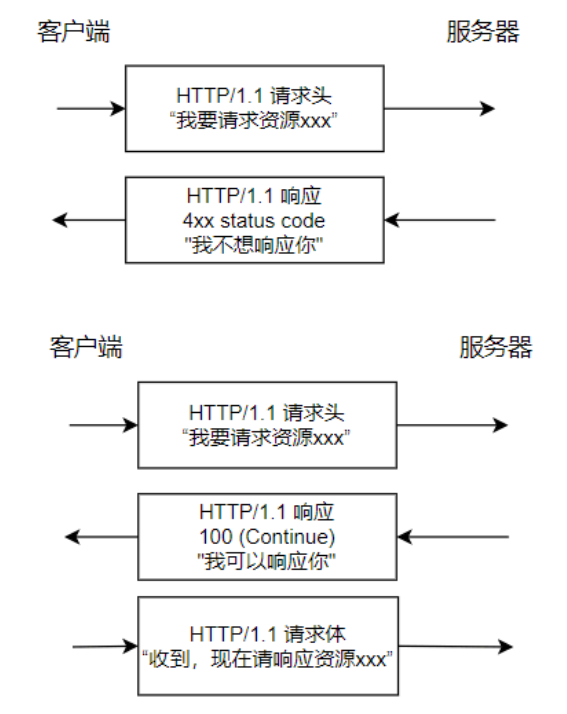 客户端 服务器
HTTP/1.1 请求头
“我要请求资源xxx”
HTTP/1.1 响应
4xx status code
"我不想响应你"
客户端 服务器
HTTP/1.1 请求头
“我要请求资源xxx”
HTTP/1.1 响应
100 (Continue)
"我可以响应你"
HTTP/1.1 请求体
“收到，现在请响应资源xxx”